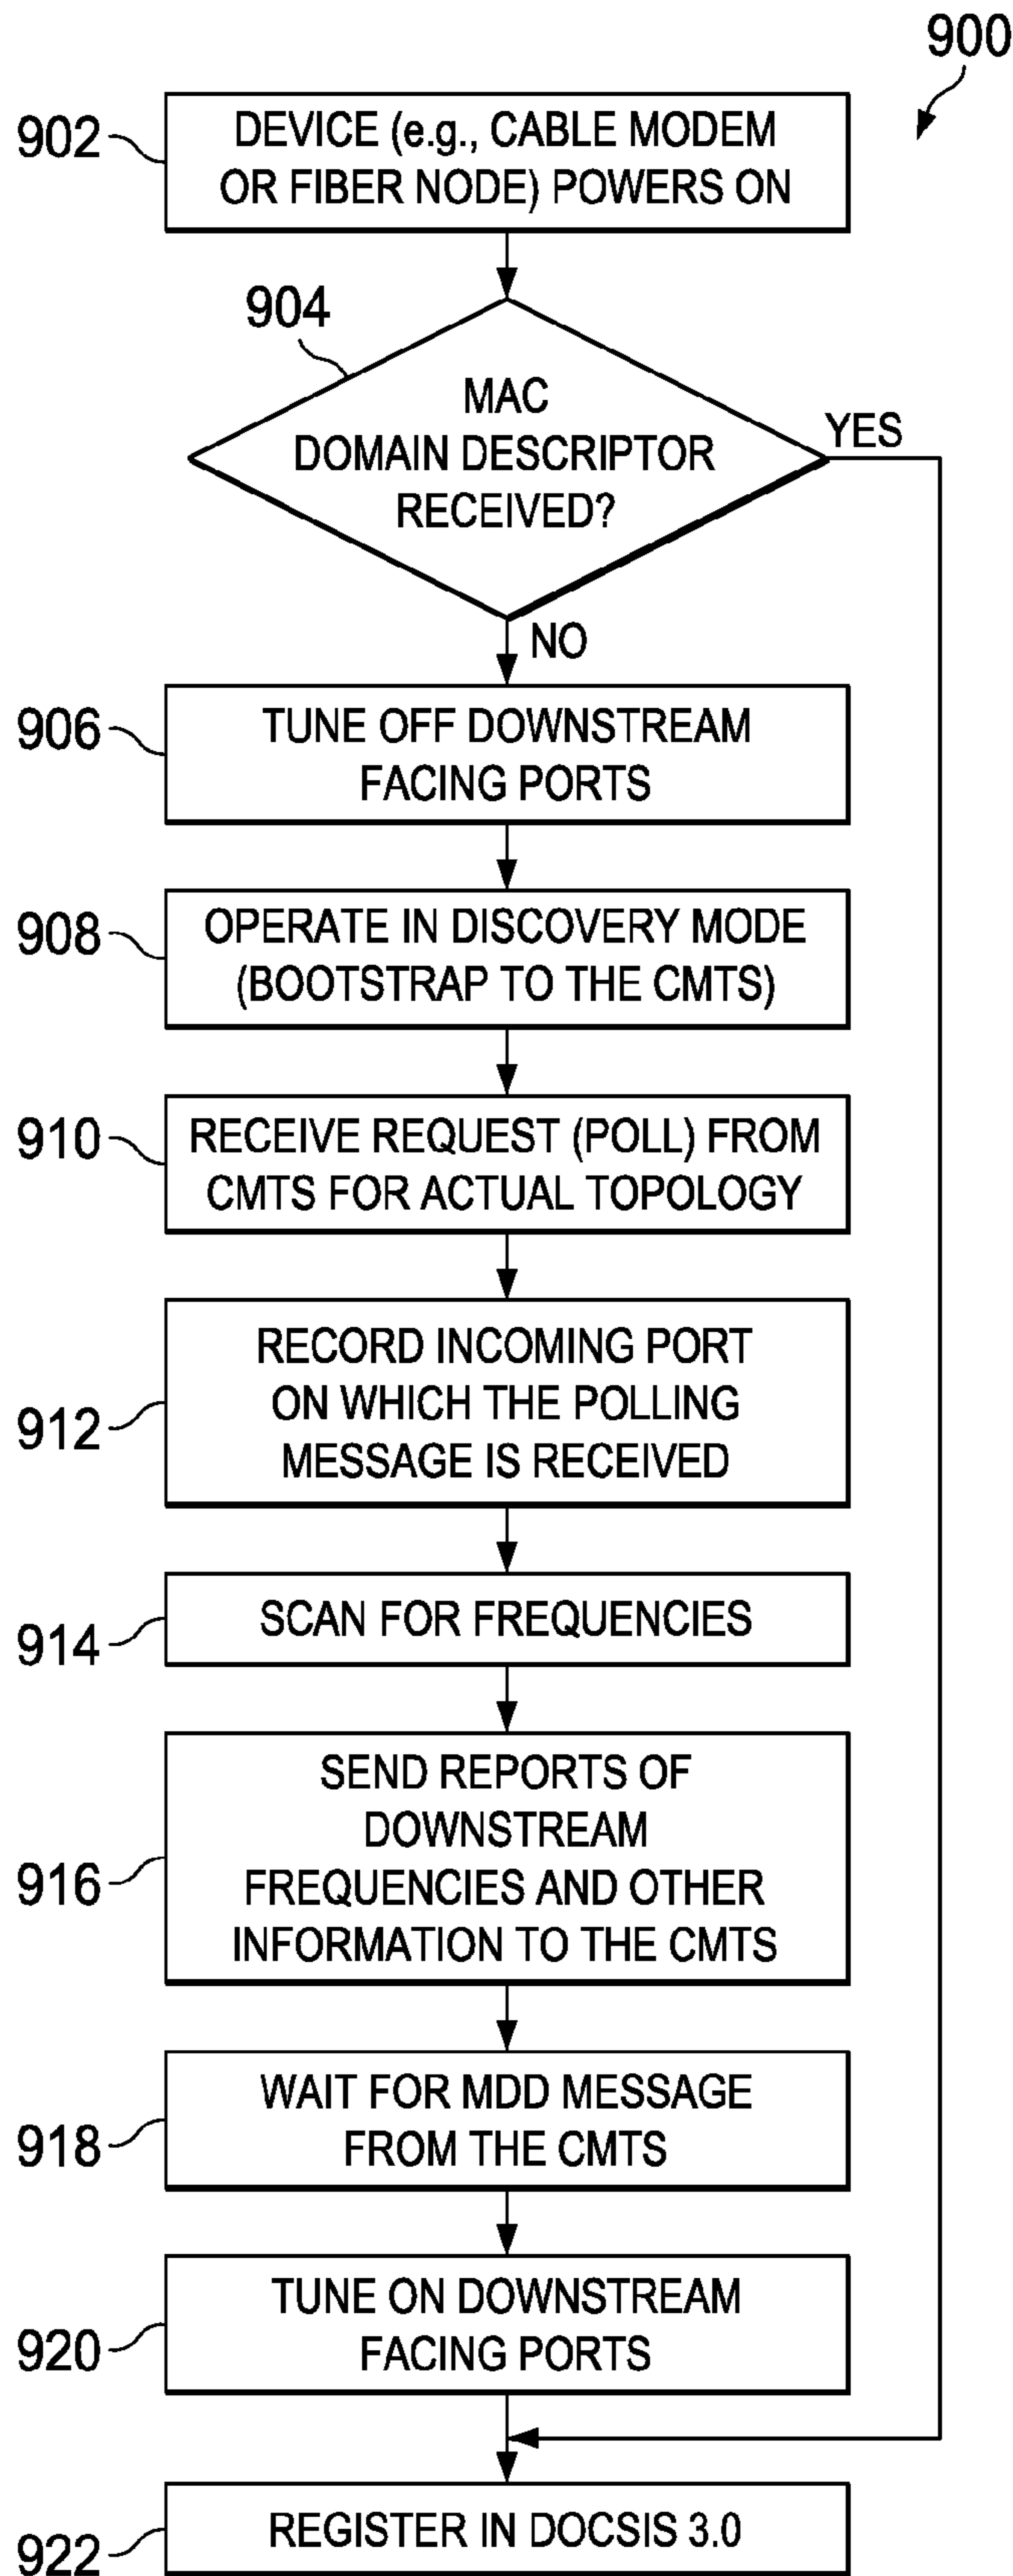 900
902
DEVICE (e.g., CABLE MODEM
OR FIBER NODE) POWERS ON
904
MAC
DOMAIN DESCRIPTOR
RECEIVED?
YES
NO
906
TUNE OFF DOWNSTREAM
FACING PORTS
908
OPERATE IN DISCOVERY MODE
(BOOTSTRAP TO THE CMTS)
910
RECEIVE REQUEST (POLL) FROM
CMTS FOR ACTUAL TOPOLOGY
912
RECORD INCOMING PORT
ON WHICH THE POLLING
MESSAGE IS RECEIVED
914
SCAN FOR FREQUENCIES
916
SEND REPORTS OF
DOWNSTREAM
FREQUENCIES AND OTHER
INFORMATION TO THE CMTS
918
WAIT FOR MDD MESSAGE
FROM THE CMTS
920
TUNE ON DOWNSTREAM
FACING PORTS
922
REGISTER IN DOCSIS 3.0